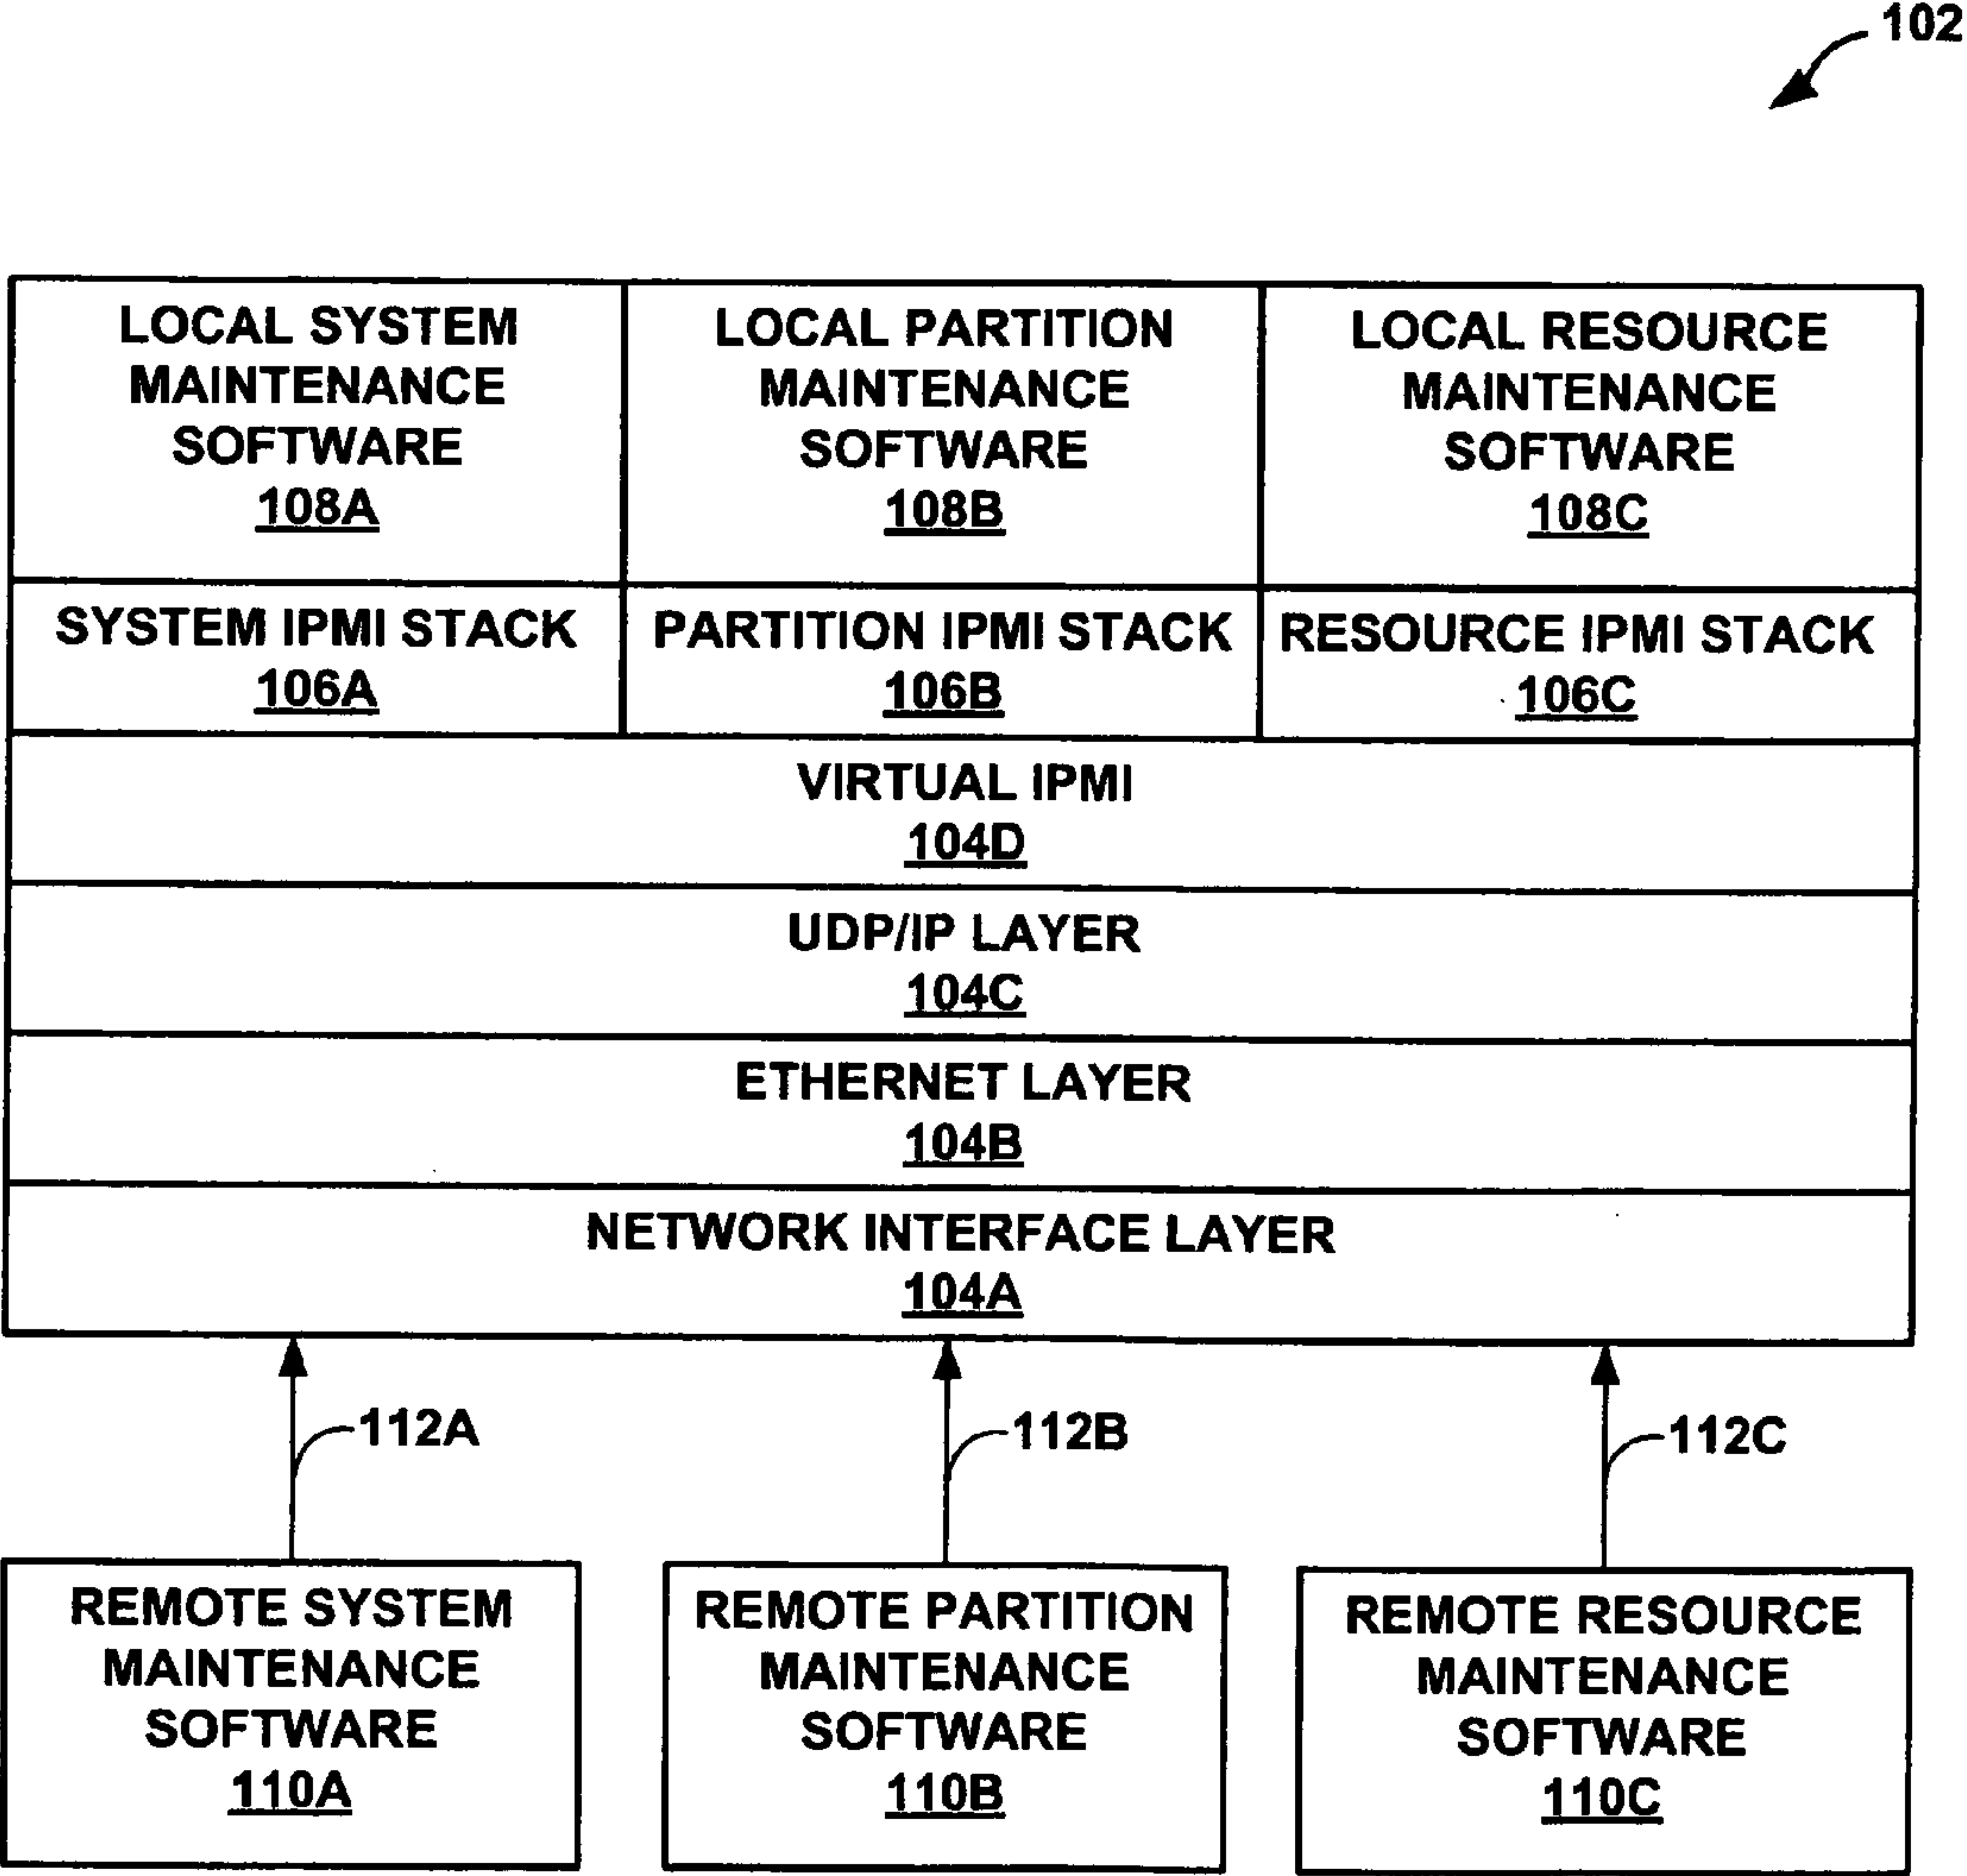 102
LOCAL SYSTEM
MAINTENANCE
SOFTWARE
108A
LOCAL PARTITION
MAINTENANCE
SOFTWARE
108B
LOCAL RESOURCE
MAINTENANCE
SOFTWARE
108C
SYSTEM IPMI STACK
106A
PARTITION IPMI STACK
106B
RESOURCE IPMI STACK
106C
VIRTUAL IPMI
104D
UDP/IP LAYER
104C
ETHERNET LAYER
104B
NETWORK INTERFACE LAYER
104A
112A
112B
112C
REMOTE SYSTEM
MAINTENANCE
SOFTWARE
110A
REMOTE PARTITION
MAINTENANCE
SOFTWARE
110B
REMOTE RESOURCE
MAINTENANCE
SOFTWARE
110C